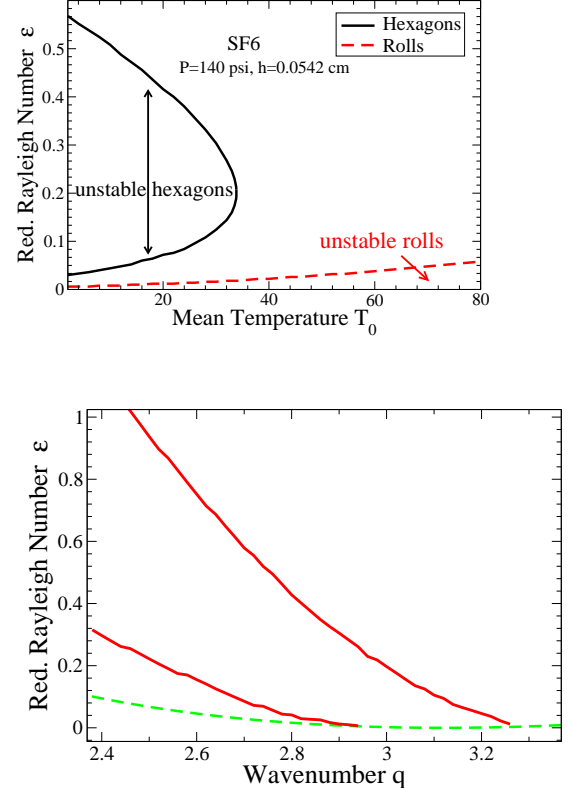 Hexagons
Rolls
SF6
P=140 psi, h=0.0542 cm
unstable hexagons
unstable rolls
Red. Rayleigh Number ε
0.5
0.4
0.3
0.2
0.1
0
20
40
60
80
Mean Temperature T0
Red. Rayleigh Number ε
1
0.8
0.6
0.4
0.2
0
2.4
2.6
2.8
3
3.2
Wavenumber q